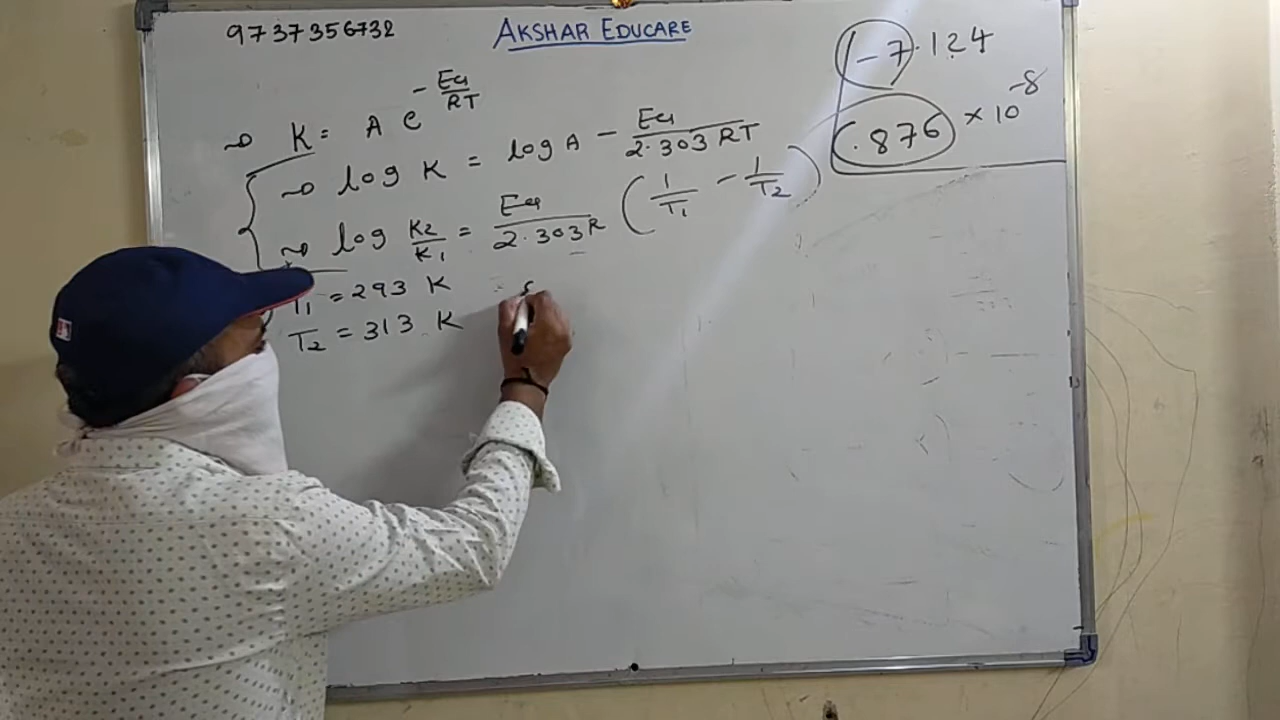 9737356732
AKSHAR EDUCARE
-7.124
.876 × 10^-8
K = A e^-Ea/RT
log K = log A - Ea/2.303 RT
log K2/K1 = Ea/2.303 R (1/T1 - 1/T2)
T1 = 293 K
T2 = 313 K